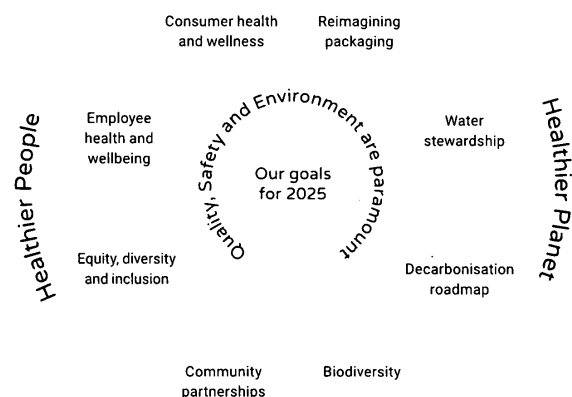 Consumer health
and wellness
Reimagining
packaging
Healthier People
Employee
health and
wellbeing
Quality, Safety and Environment are paramount
Our goals
for 2025
Water
stewardship
Healthier Planet
Equity, diversity
and inclusion
Decarbonisation
roadmap
Community
partnerships
Biodiversity